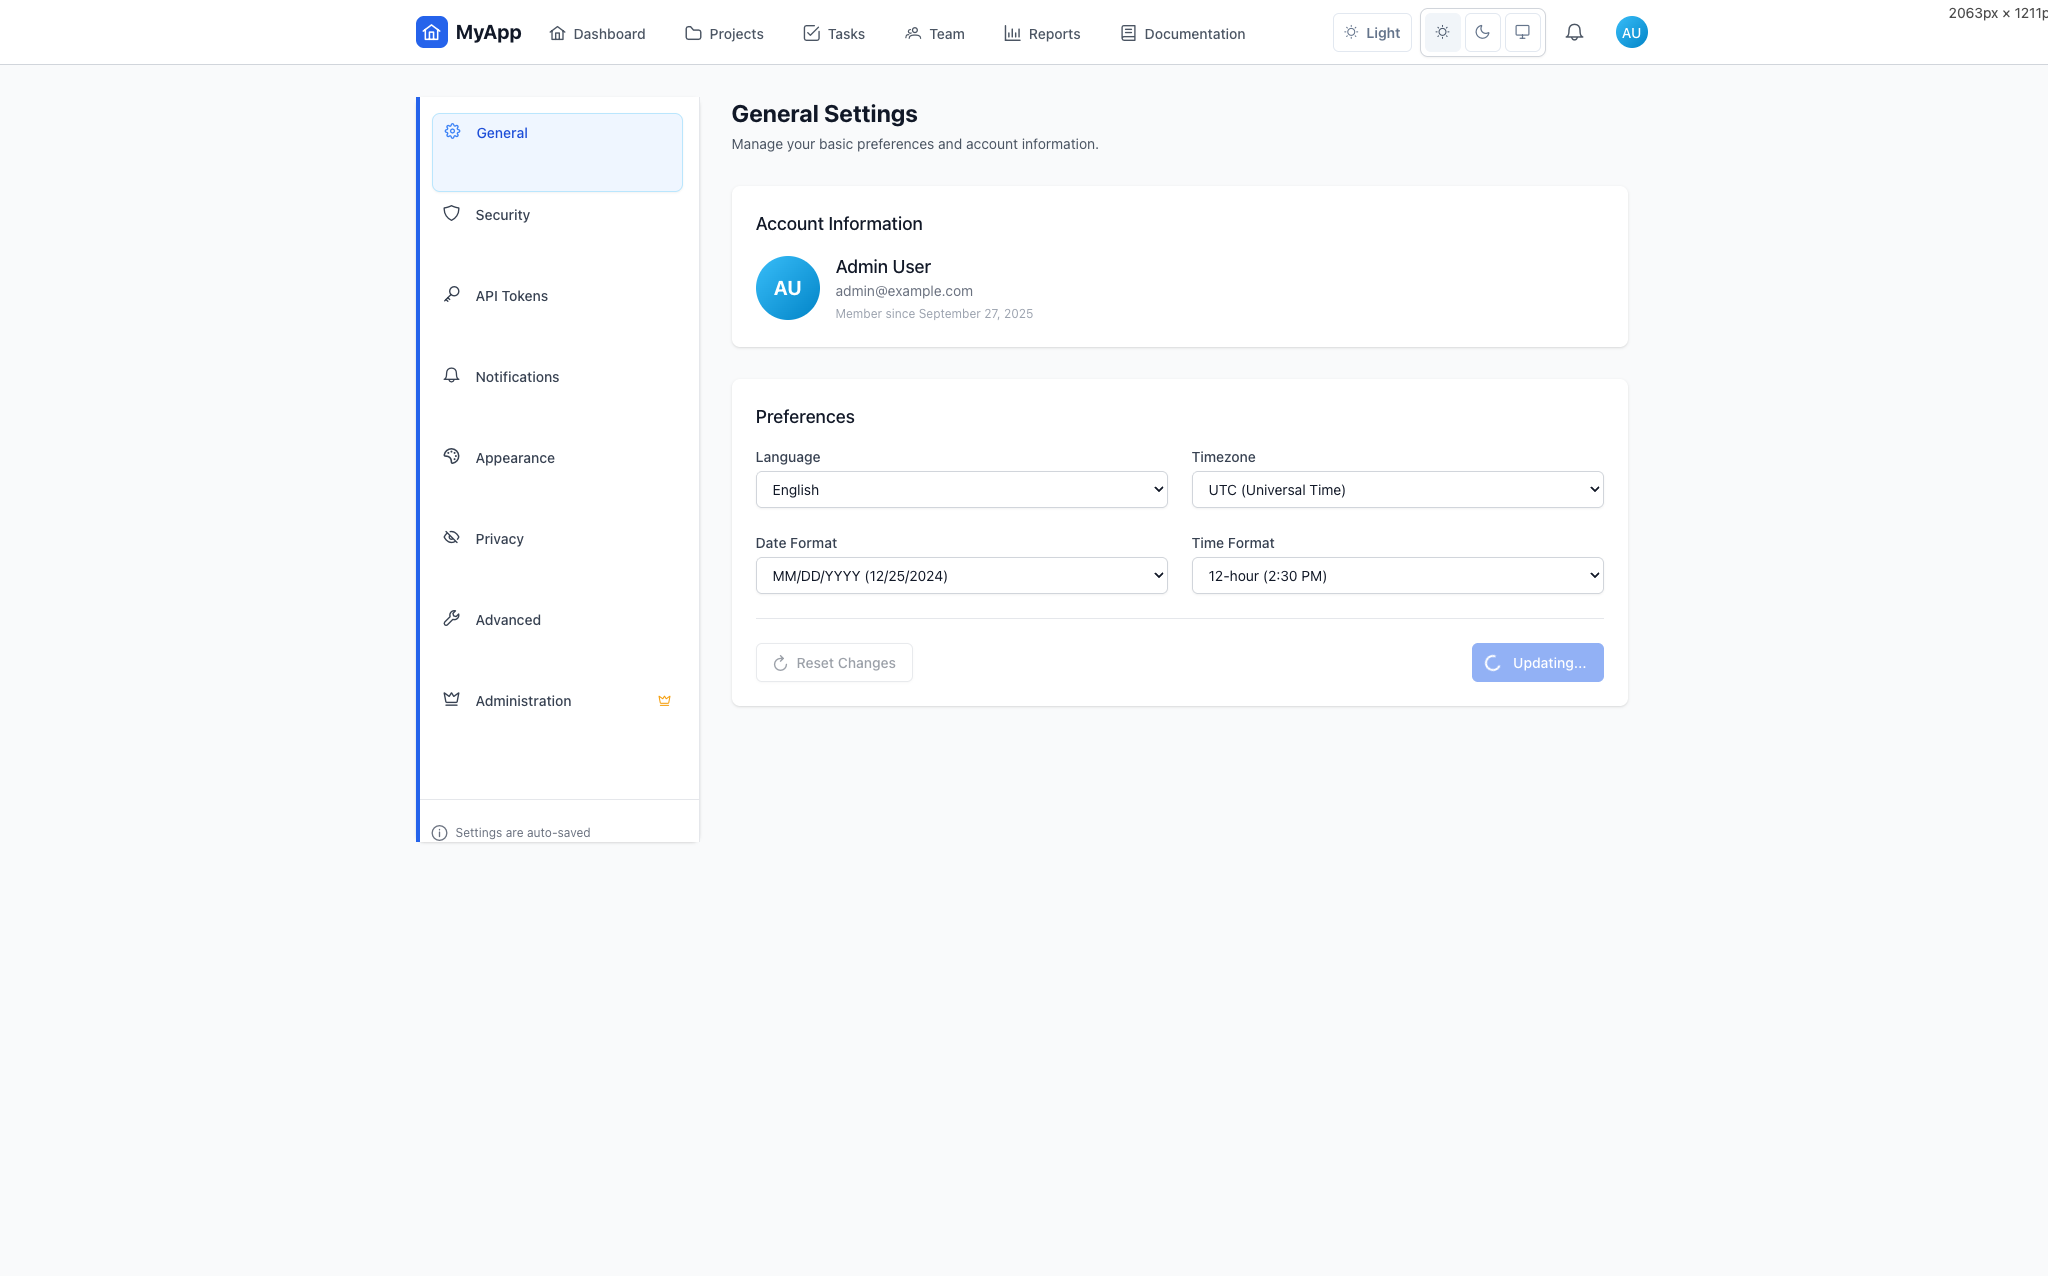 MyApp
Dashboard
Projects
Tasks
Team
Reports
Documentation
Light
AU
2063px × 1211p
General
Security
API Tokens
Notifications
Appearance
Privacy
Advanced
Administration
Settings are auto-saved
General Settings
Manage your basic preferences and account information.
Account Information
AU
Admin User
admin@example.com
Member since September 27, 2025
Preferences
Language
Timezone
English
UTC (Universal Time)
Date Format
Time Format
MM/DD/YYYY (12/25/2024)
12-hour (2:30 PM)
Reset Changes
Updating...